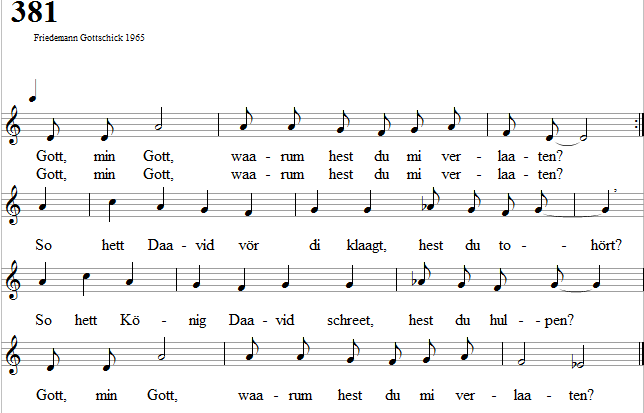 381
Friedemann Gottschick 1965
Gott, min Gott, waa - rum hest du mi ver - laa - ten?
Gott, min Gott, waa - rum hest du mi ver - laa - ten?
So hett Daa - vid vör di klaagt, hest du to - - hört?
So hett Kö - nig Daa - vid schreet, hest du hul - - pen?
Gott, min Gott, waa - rum hest du mi ver - laa - ten?